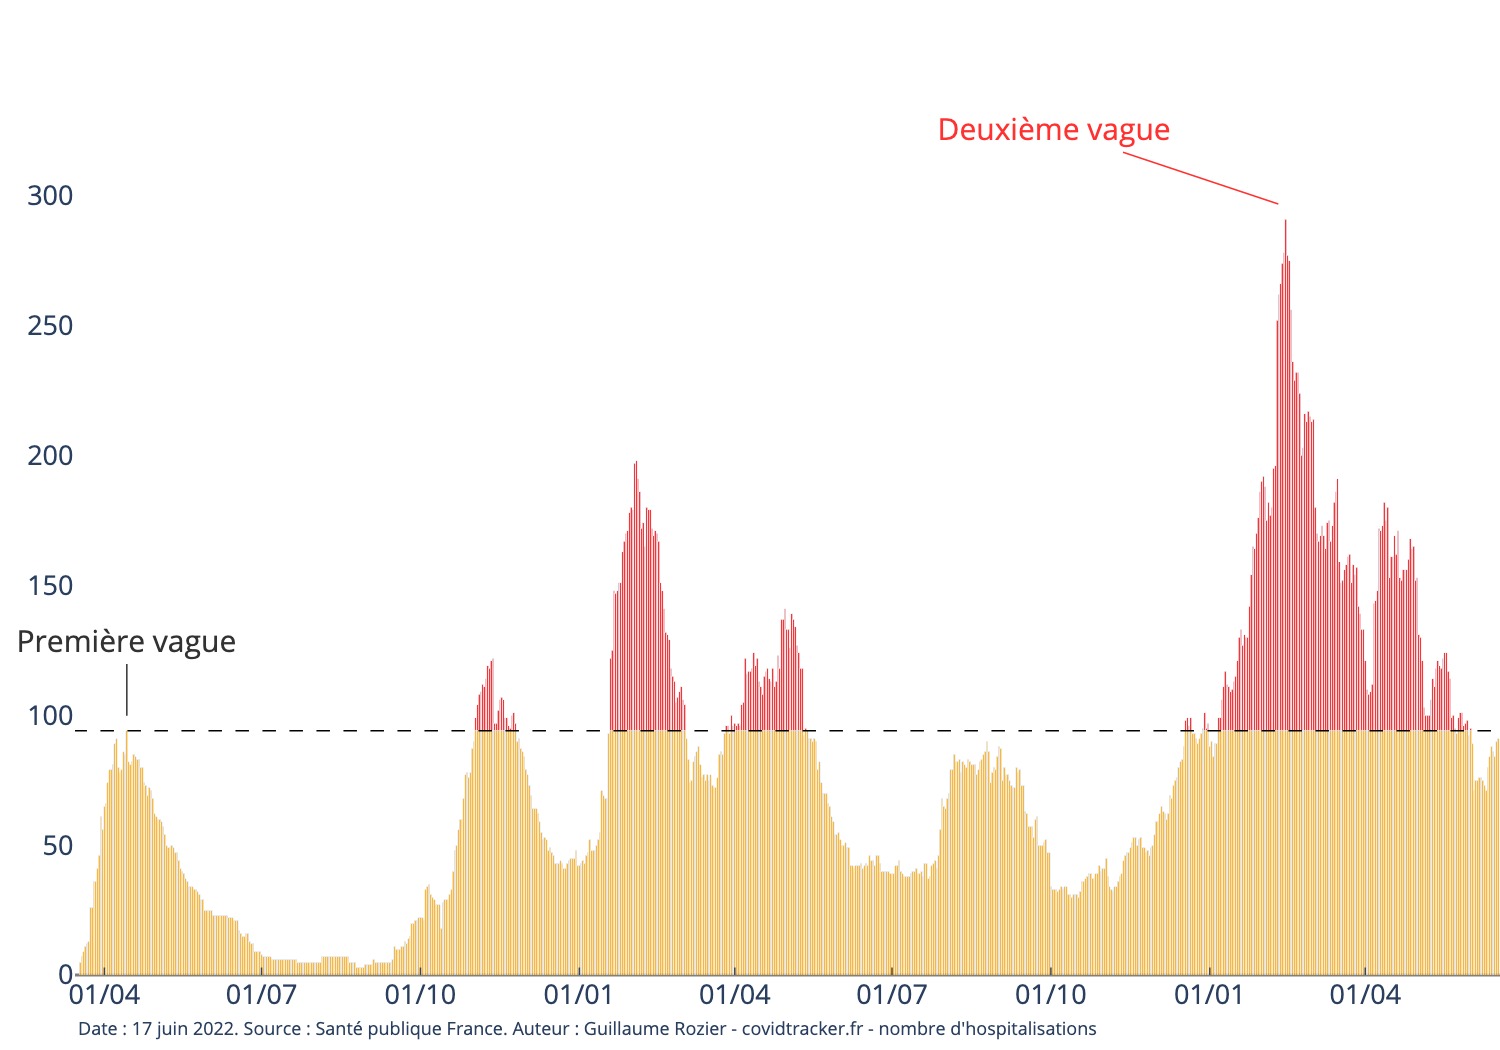 Deuxième vague
300
250
200
150
Première vague
100
50
0
01/04 01/07 01/10 01/01 01/04 01/07 01/10 01/01 01/04
Date : 17 juin 2022. Source : Santé publique France. Auteur : Guillaume Rozier - covidtracker.fr - nombre d'hospitalisations